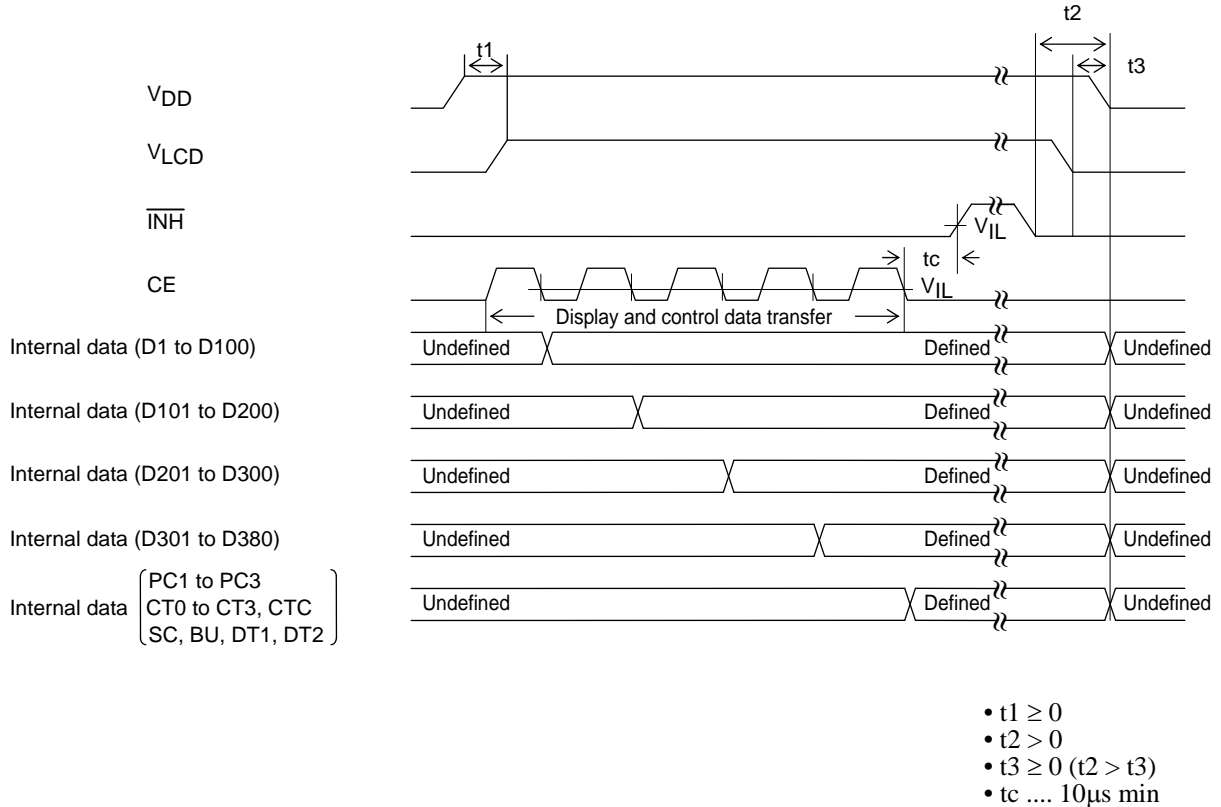 t2
t1
t3
VDD
VLCD
INH
VIL
tc
CE
VIL
Display and control data transfer
Internal data (D1 to D100) Undefined Defined Undefined
Internal data (D101 to D200) Undefined Defined Undefined
Internal data (D201 to D300) Undefined Defined Undefined
Internal data (D301 to D380) Undefined Defined Undefined
PC1 to PC3
Internal data CT0 to CT3, CTC Undefined Defined Undefined
SC, BU, DT1, DT2
• t1 ≥ 0
• t2 > 0
• t3 ≥ 0 (t2 > t3)
• tc .... 10µs min